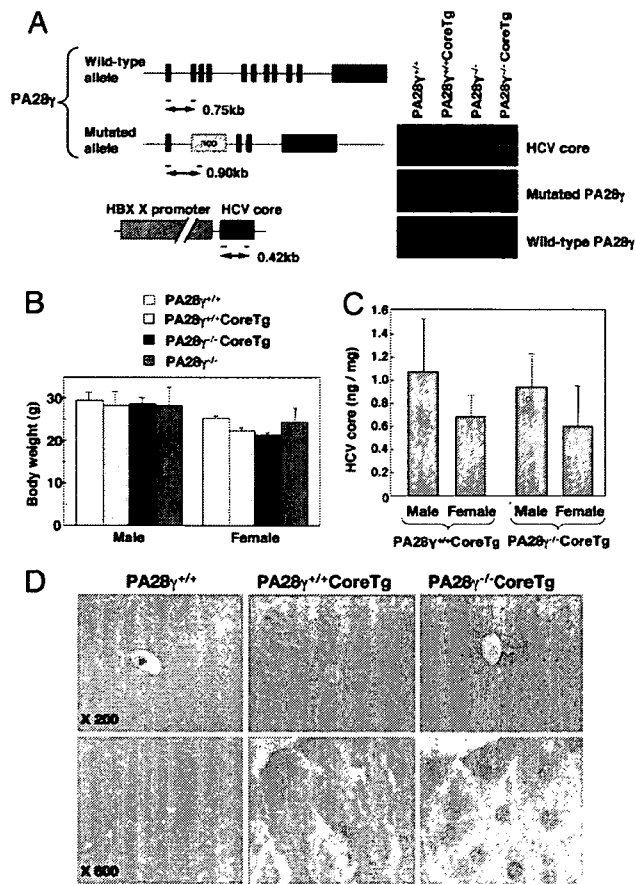 A
Wild-type allele
PA28γ
0.75kb
Mutated allele
neo
0.90kb
HBX X promoter
HCV core
0.42kb
PA28γ+/+
PA28γ+/+CoreTg
PA28γ-/-
PA28γ-/-CoreTg
HCV core
Mutated PA28γ
Wild-type PA28γ
B
PA28γ+/+
PA28γ+/+CoreTg
PA28γ-/-CoreTg
PA28γ-/-
Body weight (g)
30
20
10
0
Male
Female
C
HCV core (ng / mg)
1.6
1.4
1.2
1.0
0.8
0.6
0.4
0.2
0
Male Female Male Female
PA28γ+/+CoreTg PA28γ-/-CoreTg
D
PA28γ+/+ PA28γ+/+CoreTg PA28γ-/-CoreTg
X 200
X 600